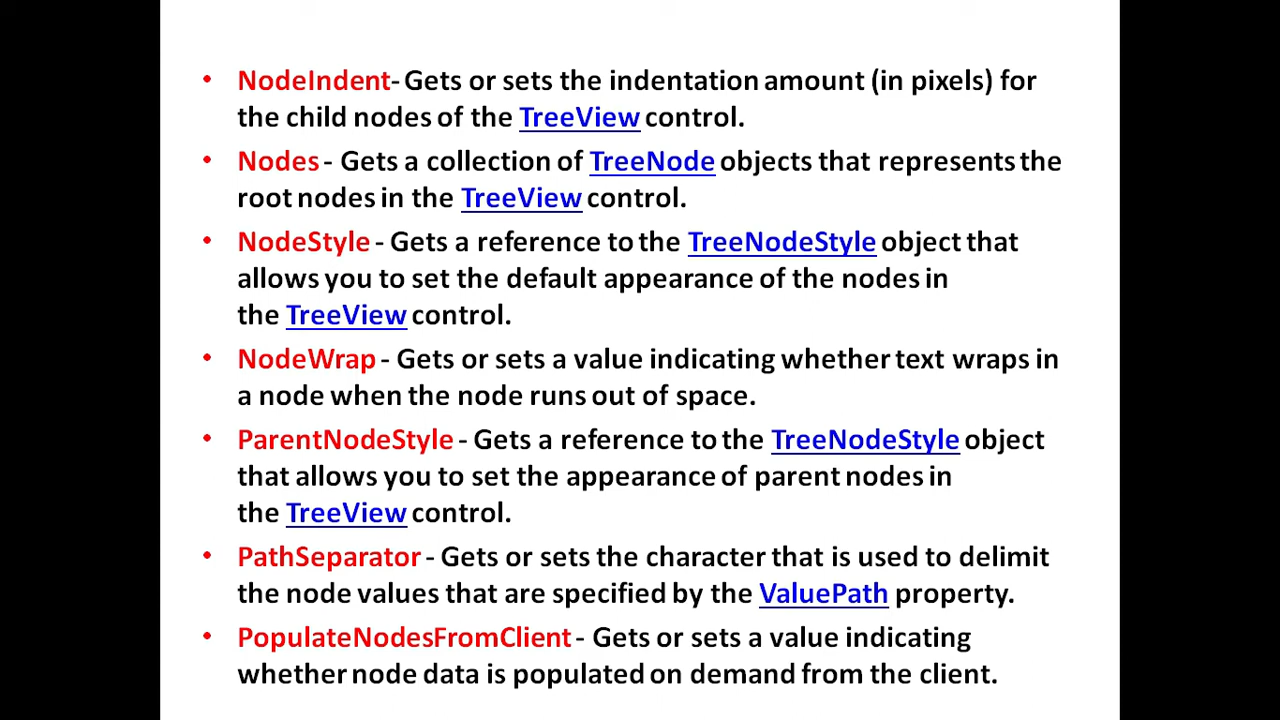 • NodeIndent- Gets or sets the indentation amount (in pixels) for
the child nodes of the TreeView control.
• Nodes - Gets a collection of TreeNode objects that represents the
root nodes in the TreeView control.
• NodeStyle - Gets a reference to the TreeNodeStyle object that
allows you to set the default appearance of the nodes in
the TreeView control.
• NodeWrap - Gets or sets a value indicating whether text wraps in
a node when the node runs out of space.
• ParentNodeStyle - Gets a reference to the TreeNodeStyle object
that allows you to set the appearance of parent nodes in
the TreeView control.
• PathSeparator - Gets or sets the character that is used to delimit
the node values that are specified by the ValuePath property.
• PopulateNodesFromClient - Gets or sets a value indicating
whether node data is populated on demand from the client.